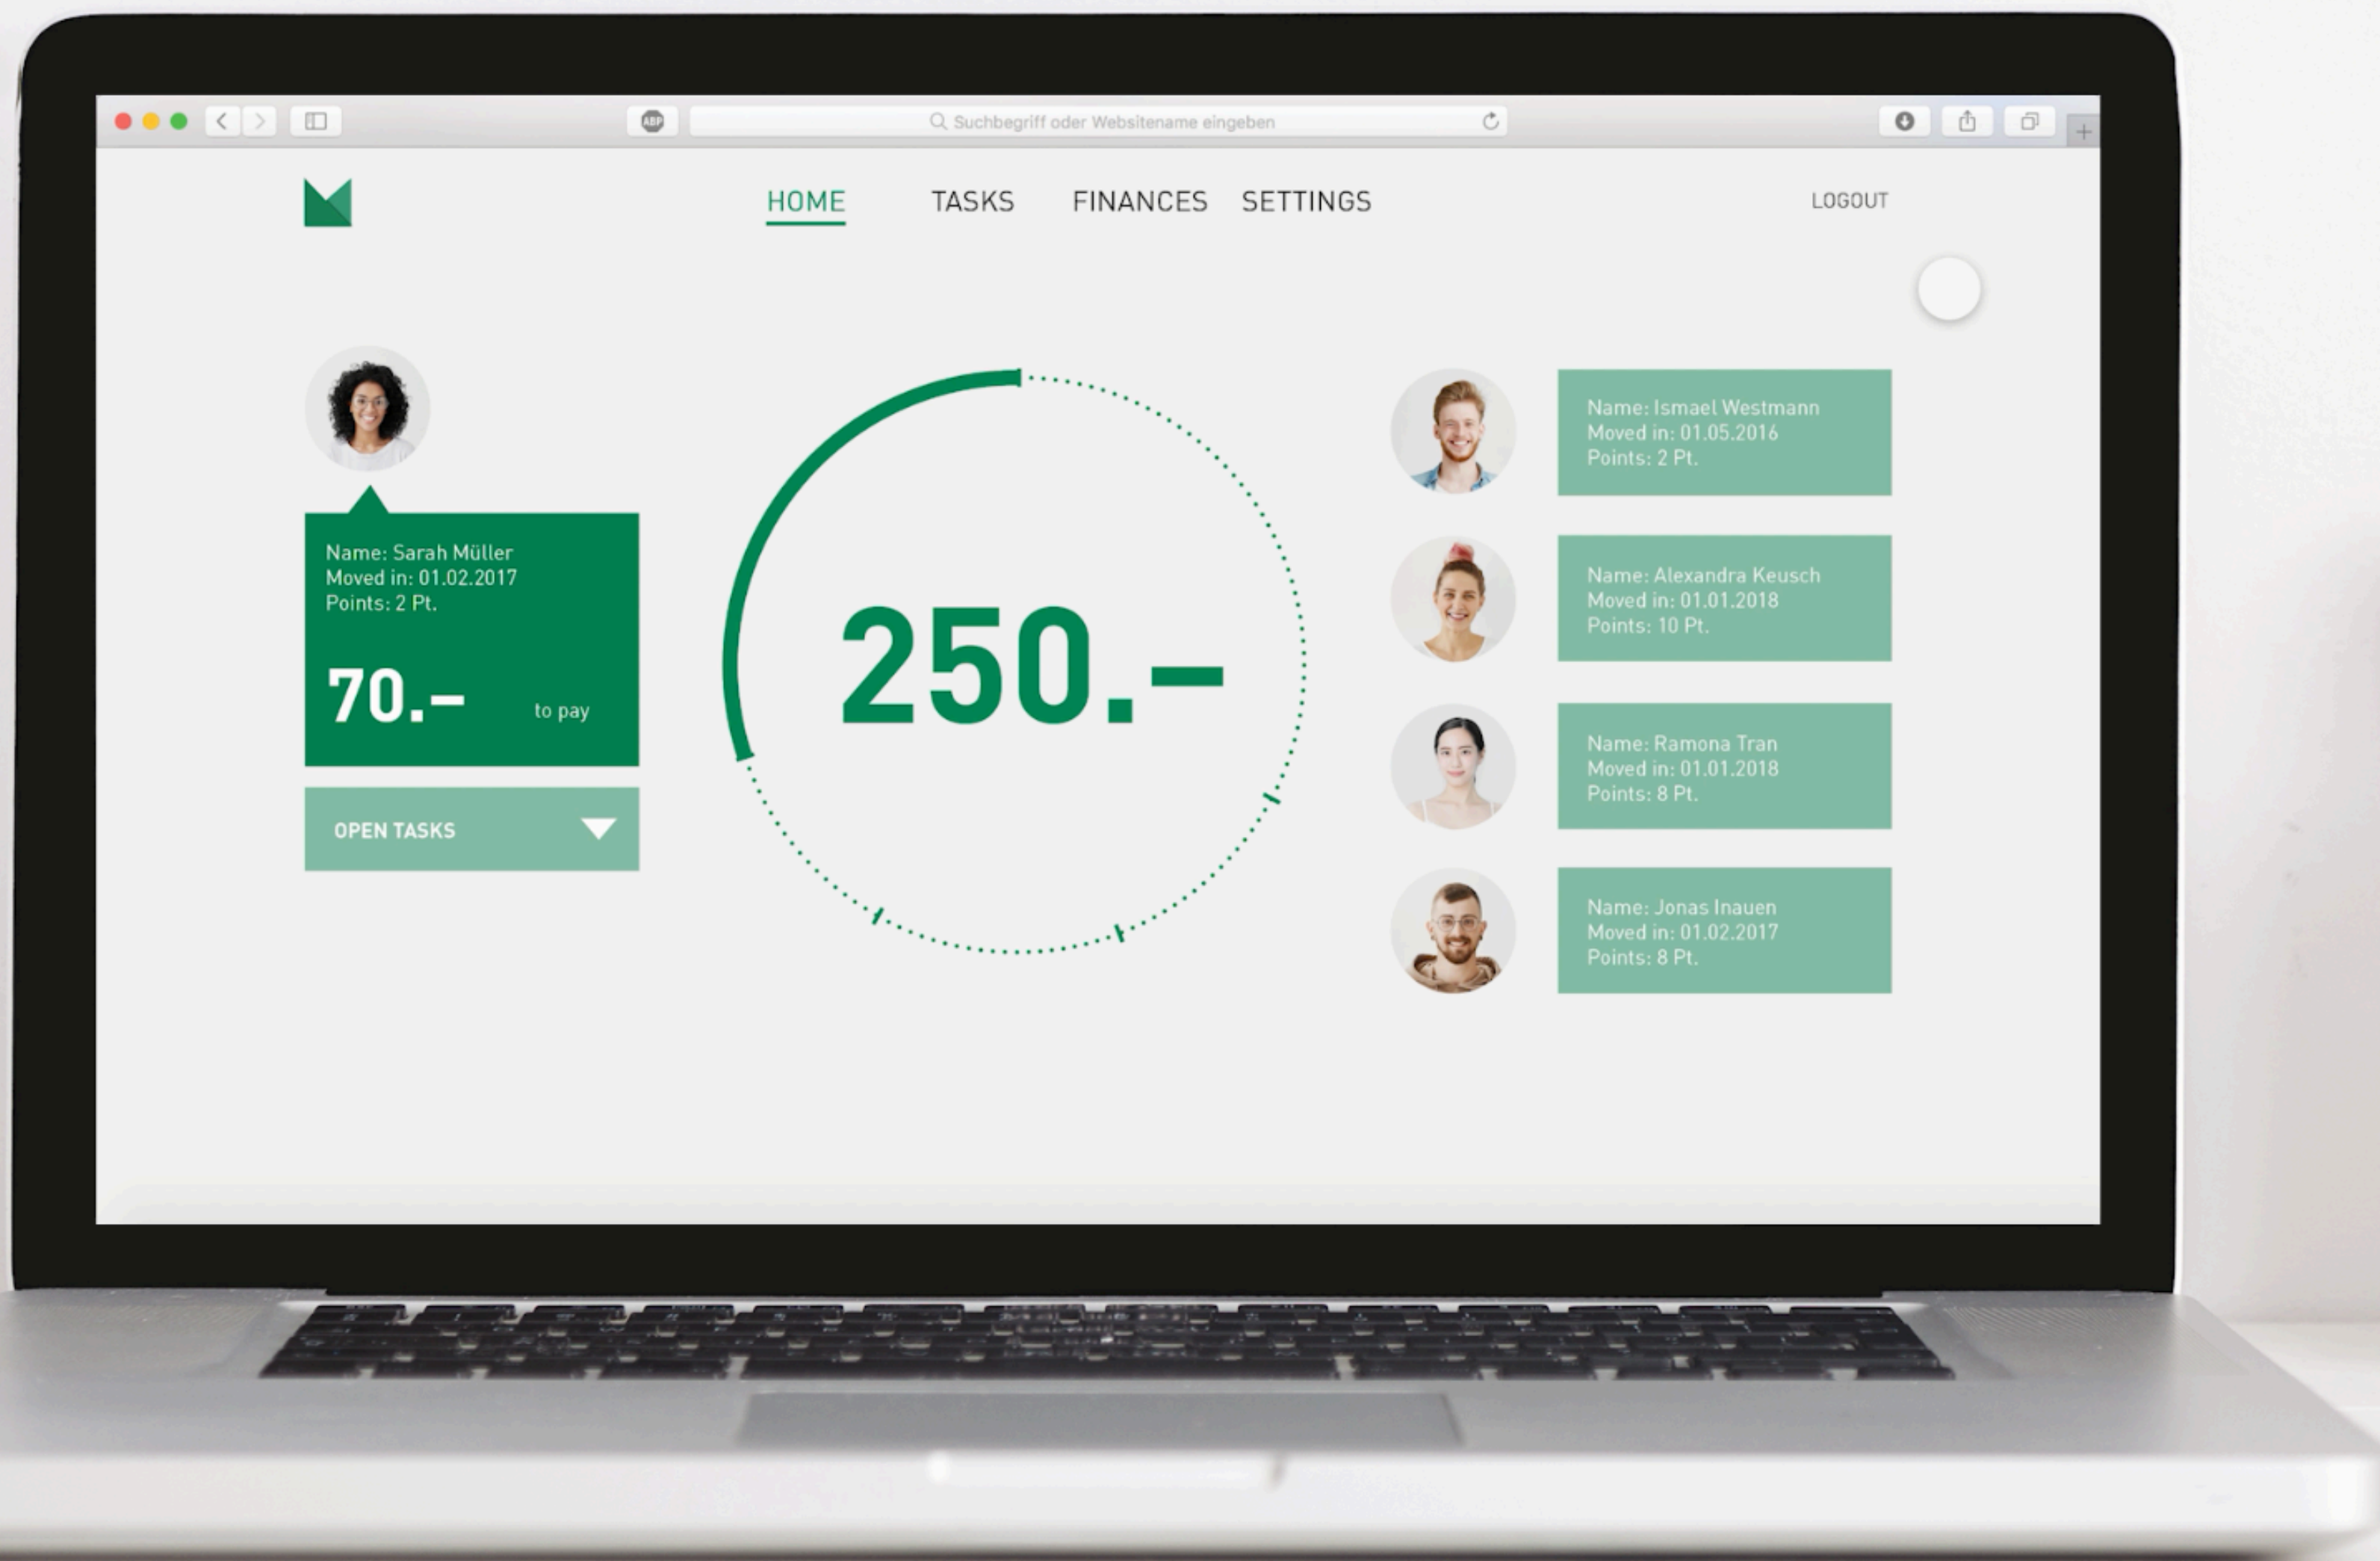 ABP
Suchbegriff oder Websitename eingeben
HOME
TASKS
FINANCES
SETTINGS
LOGOUT
Name: Sarah Müller
Moved in: 01.02.2017
Points: 2 Pt.
70.–
to pay
OPEN TASKS
250.–
Name: Ismael Westmann
Moved in: 01.05.2016
Points: 2 Pt.
Name: Alexandra Keusch
Moved in: 01.01.2018
Points: 10 Pt.
Name: Ramona Tran
Moved in: 01.01.2018
Points: 8 Pt.
Name: Jonas Inauen
Moved in: 01.02.2017
Points: 8 Pt.